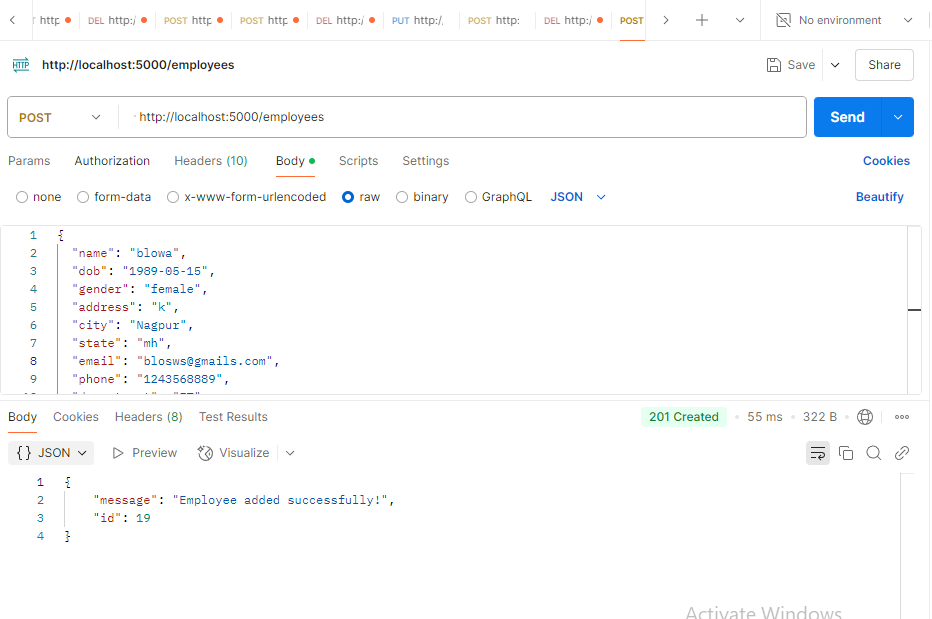 http DEL http:/ POST http POST http DEL http:/ PUT http:/, POST http: DEL http:/ POST No environment
HTTP http://localhost:5000/employees Save Share
POST http://localhost:5000/employees Send
Params Authorization Headers (10) Body Scripts Settings Cookies
none form-data x-www-form-urlencoded raw binary GraphQL JSON Beautify
1 {
2 "name": "blowa",
3 "dob": "1989-05-15",
4 "gender": "female",
5 "address": "k",
6 "city": "Nagpur",
7 "state": "mh",
8 "email": "blosws@gmails.com",
9 "phone": "1243568889",
Body Cookies Headers (8) Test Results 201 Created 55 ms 322 B
{} JSON Preview Visualize
1 {
2 "message": "Employee added successfully!",
3 "id": 19
4 }
Activate Windows